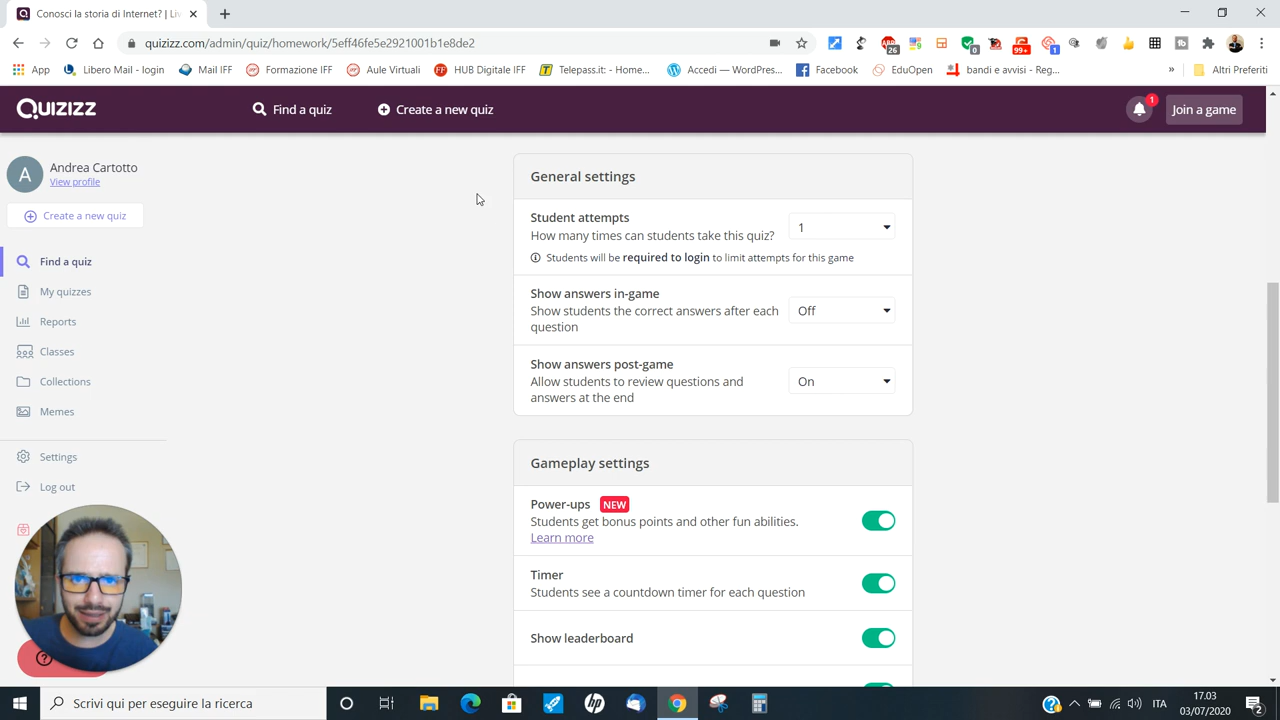 Conosci la storia di Internet? | Liv
quizizz.com/admin/quiz/homework/5eff46fe5e2921001b1e8de2
26
0
99+
1
App
Libero Mail - login
Mail IFF
Formazione IFF
Aule Virtuali
HUB Digitale IFF
Telepass.it: - Home...
Accedi — WordPress...
Facebook
EduOpen
bandi e avvisi - Reg...
»
Altri Preferiti
Quizizz
Find a quiz
Create a new quiz
1
Join a game
A
Andrea Cartotto
View profile
Create a new quiz
Find a quiz
My quizzes
Reports
Classes
Collections
Memes
Settings
Log out
General settings
Student attempts
How many times can students take this quiz?
1
Students will be required to login to limit attempts for this game
Show answers in-game
Show students the correct answers after each
question
Off
Show answers post-game
Allow students to review questions and
answers at the end
On
Gameplay settings
Power-ups NEW
Students get bonus points and other fun abilities.
Learn more
Timer
Students see a countdown timer for each question
Show leaderboard
Scrivi qui per eseguire la ricerca
ITA
17.03
03/07/2020
2